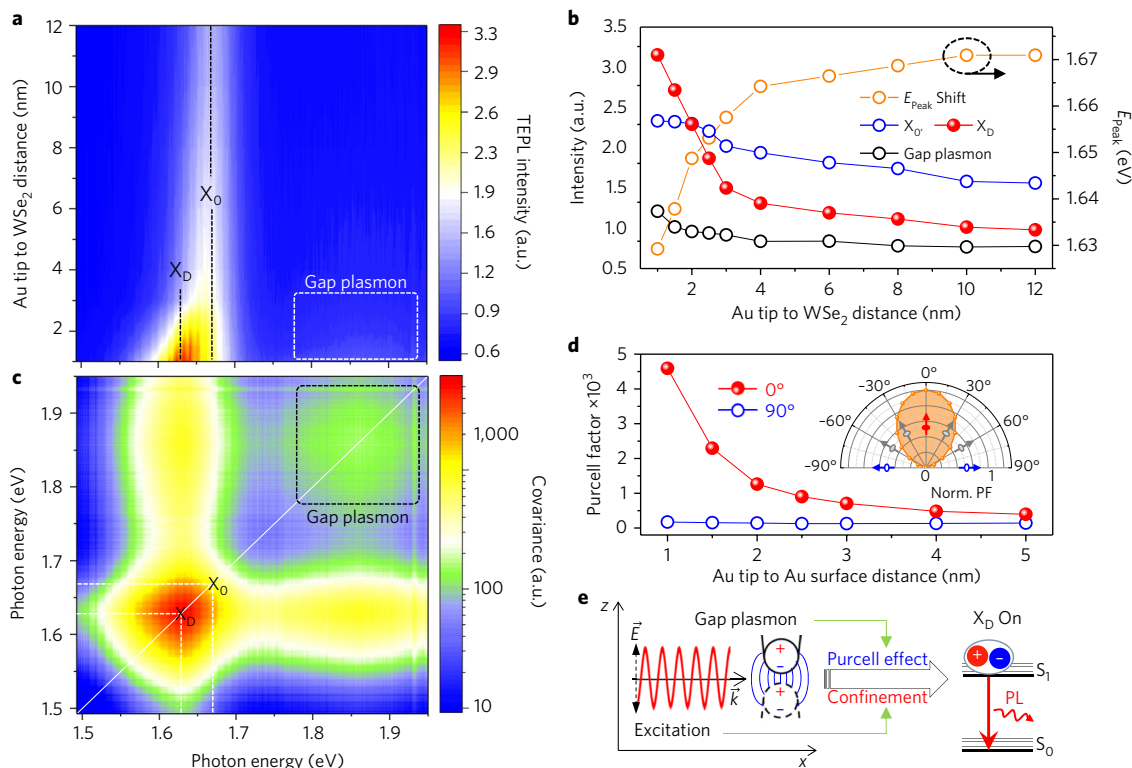 a
Au tip to WSe₂ distance (nm)
12
10
8
6
4
2
X₀
X_D
Gap plasmon
3.3
2.9
2.6
2.3
1.9
1.6
1.2
0.9
0.6
TEPL intensity (a.u.)
b
Intensity (a.u.)
3.5
3.0
2.5
2.0
1.5
1.0
0.5
E_Peak Shift
X₀′
X_D
Gap plasmon
1.67
1.66
1.65
1.64
1.63
E_Peak (eV)
2 4 6 8 10 12
Au tip to WSe₂ distance (nm)
c
Photon energy (eV)
1.9
1.8
1.7
1.6
1.5
Gap plasmon
X₀
X_D
1.5 1.6 1.7 1.8 1.9
Photon energy (eV)
1,000
100
10
Covariance (a.u.)
d
Purcell factor ×10³
5
4
3
2
1
0
0°
90°
0°
-30° 30°
-60° 60°
-90° 90°
0 1
Norm. PF
1 2 3 4 5
Au tip to Au surface distance (nm)
e
z
x
E
k
Gap plasmon
Excitation
+
−
+
−
Purcell effect
Confinement
X_D On
+ −
S₁
PL
S₀